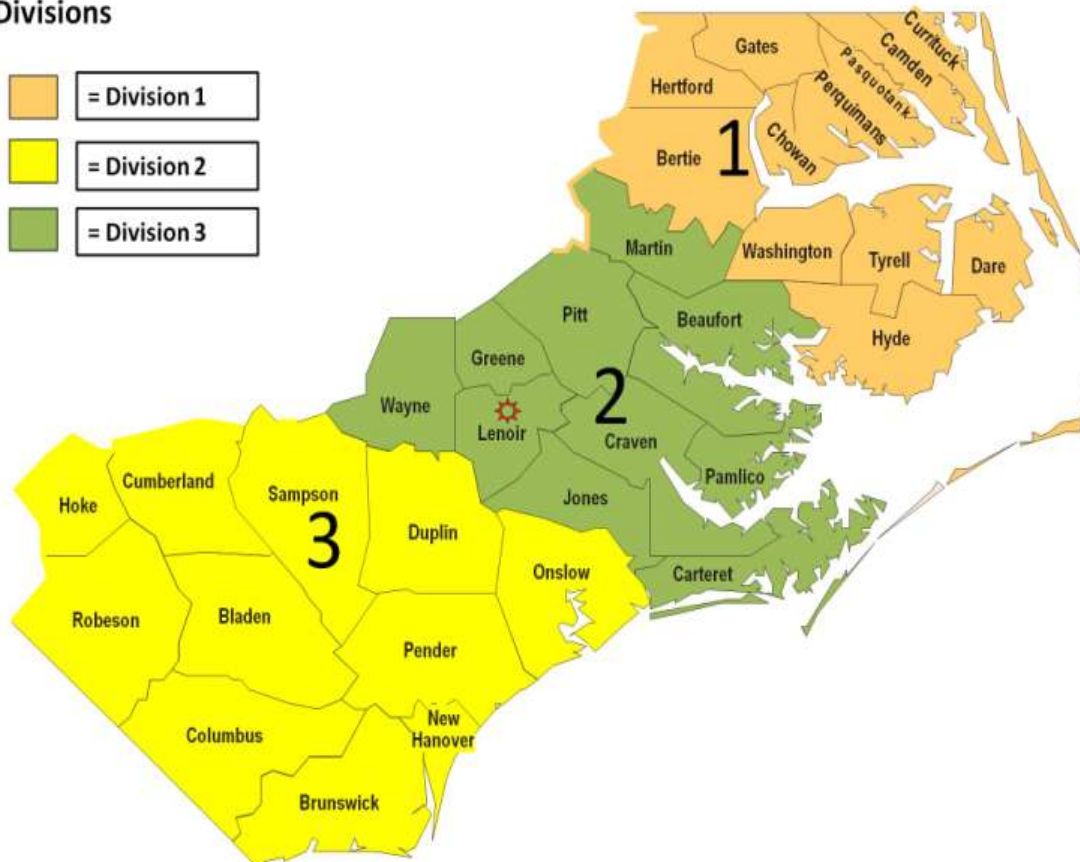 Divisions
= Division 1
= Division 2
= Division 3
Currituck
Camden
Pasquotank
Perquimans
Gates
Hertford
Chowan
Bertie
1
Martin
Washington
Tyrell
Dare
Pitt
Beaufort
Hyde
Greene
Wayne
2
Lenoir
Craven
Pamlico
Cumberland
Sampson
Hoke
Jones
Duplin
3
Onslow
Carteret
Robeson
Bladen
Pender
New
Hanover
Columbus
Brunswick